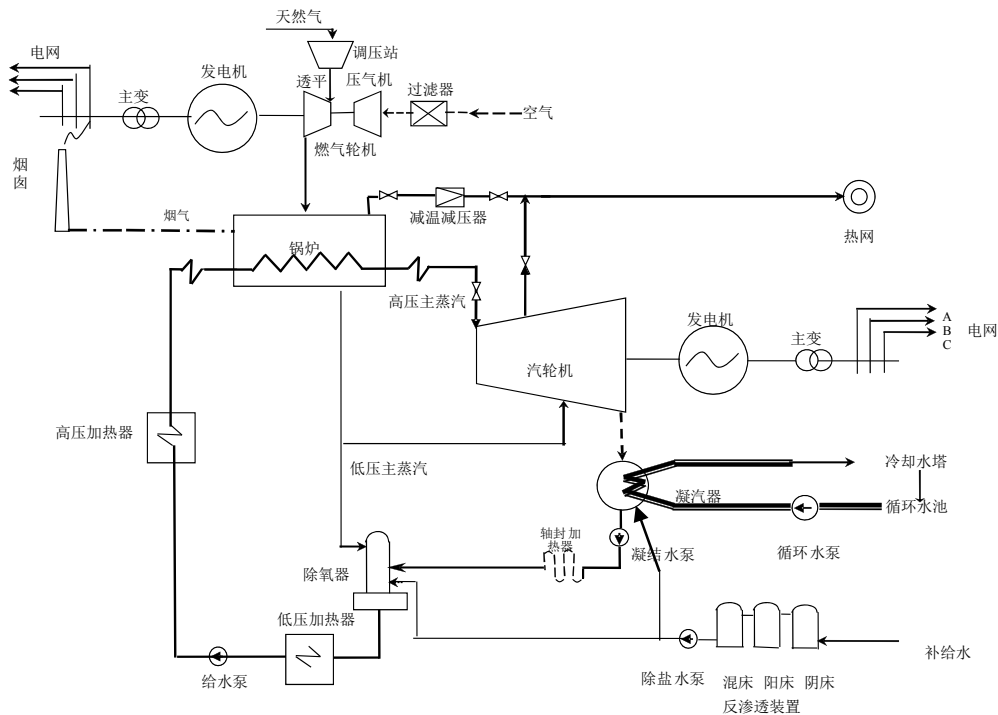 天然气
电网
调压站
发电机
透平
压气机
过滤器
主变
空气
燃气轮机
烟
囱
烟气
减温减压器
锅炉
热网
高压主蒸汽
发电机
A
B
C
电网
主变
汽轮机
高压加热器
低压主蒸汽
冷却水塔
凝汽器
循环水池
轴封加
热器
凝结水泵
循环水泵
除氧器
低压加热器
给水泵
除盐水泵
混床 阳床 阴床
补给水
反渗透装置